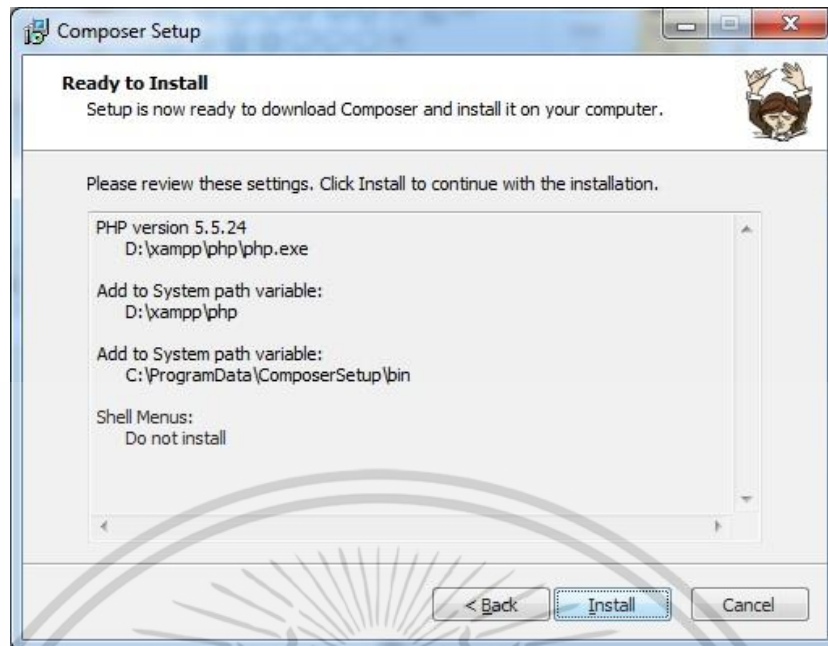 Composer Setup
Ready to Install
Setup is now ready to download Composer and install it on your computer.
Please review these settings. Click Install to continue with the installation.
PHP version 5.5.24
D:\xampp\php\php.exe
Add to System path variable:
D:\xampp\php
Add to System path variable:
C:\ProgramData\ComposerSetup\bin
Shell Menus:
Do not install
< Back Install Cancel